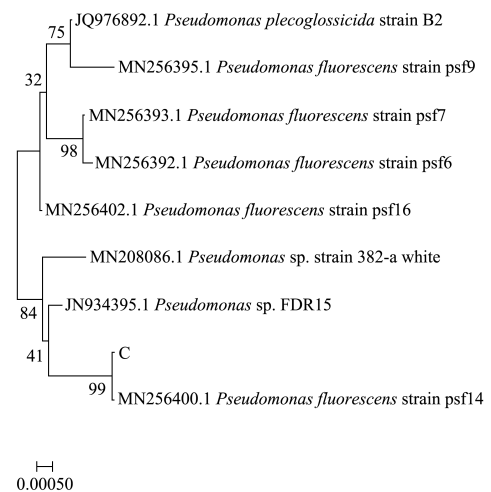 75 JQ976892.1 Pseudomonas plecoglossicida strain B2
MN256395.1 Pseudomonas fluorescens strain psf9
32
MN256393.1 Pseudomonas fluorescens strain psf7
98
MN256392.1 Pseudomonas fluorescens strain psf6
MN256402.1 Pseudomonas fluorescens strain psf16
MN208086.1 Pseudomonas sp. strain 382-a white
84
JN934395.1 Pseudomonas sp. FDR15
41
C
99
MN256400.1 Pseudomonas fluorescens strain psf14
0.00050